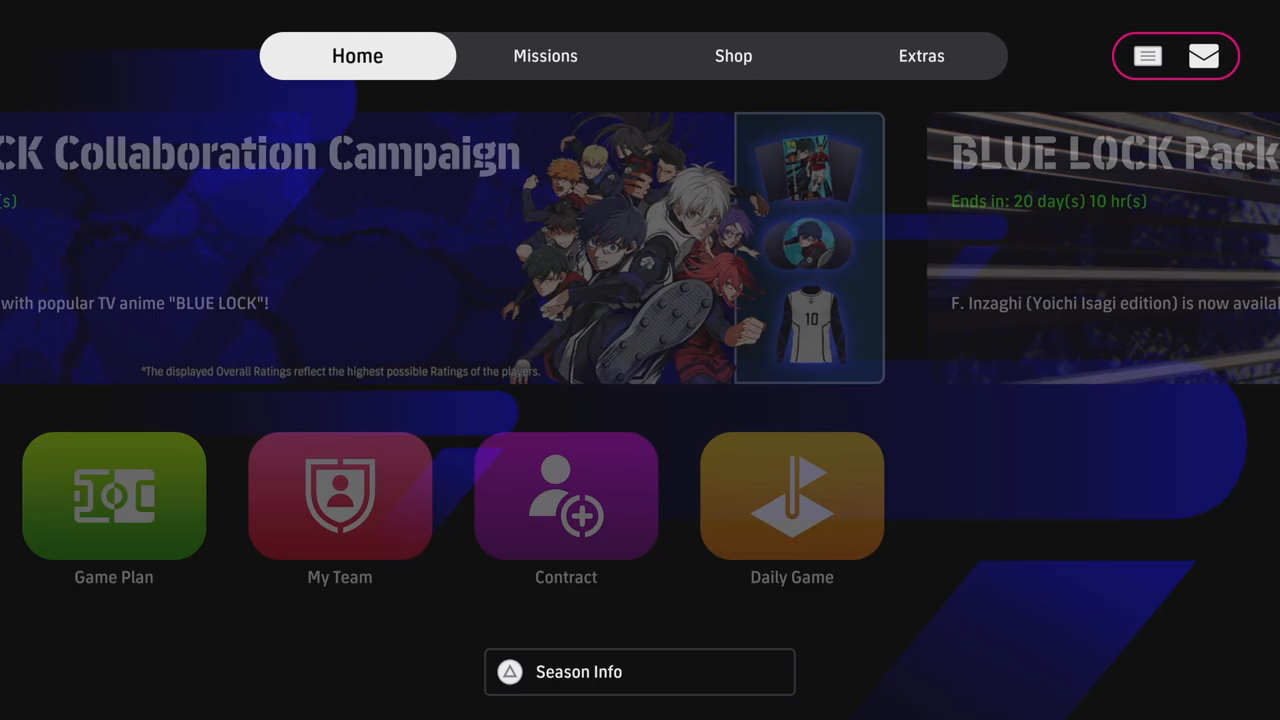 Home
Missions
Shop
Extras
CK Collaboration Campaign
(s)
with popular TV anime "BLUE LOCK"!
*The displayed Overall Ratings reflect the highest possible Ratings of the players.
10
BLUE LOCK Pack
Ends in: 20 day(s) 10 hr(s)
F. Inzaghi (Yoichi Isagi edition) is now availa
Game Plan
My Team
Contract
Daily Game
Season Info